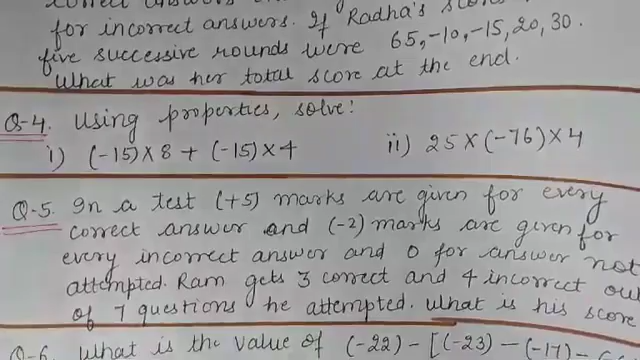 for incorrect answers. If Radha's
five successive rounds were 65, -10, -15, 20, 30.
What was her total score at the end.
Q-4. Using properties, solve!
i) (-15) × 8 + (-15) × 4 ii) 25 × (-76) × 4
Q-5. In a test (+5) marks are given for every
correct answer and (-2) marks are given for
every incorrect answer and 0 for answer not
attempted. Ram gets 3 correct and 4 incorrect
of 7 questions he attempted. What is his score
Q-6. What is the value of (-22) - [(-23) - (-17) -